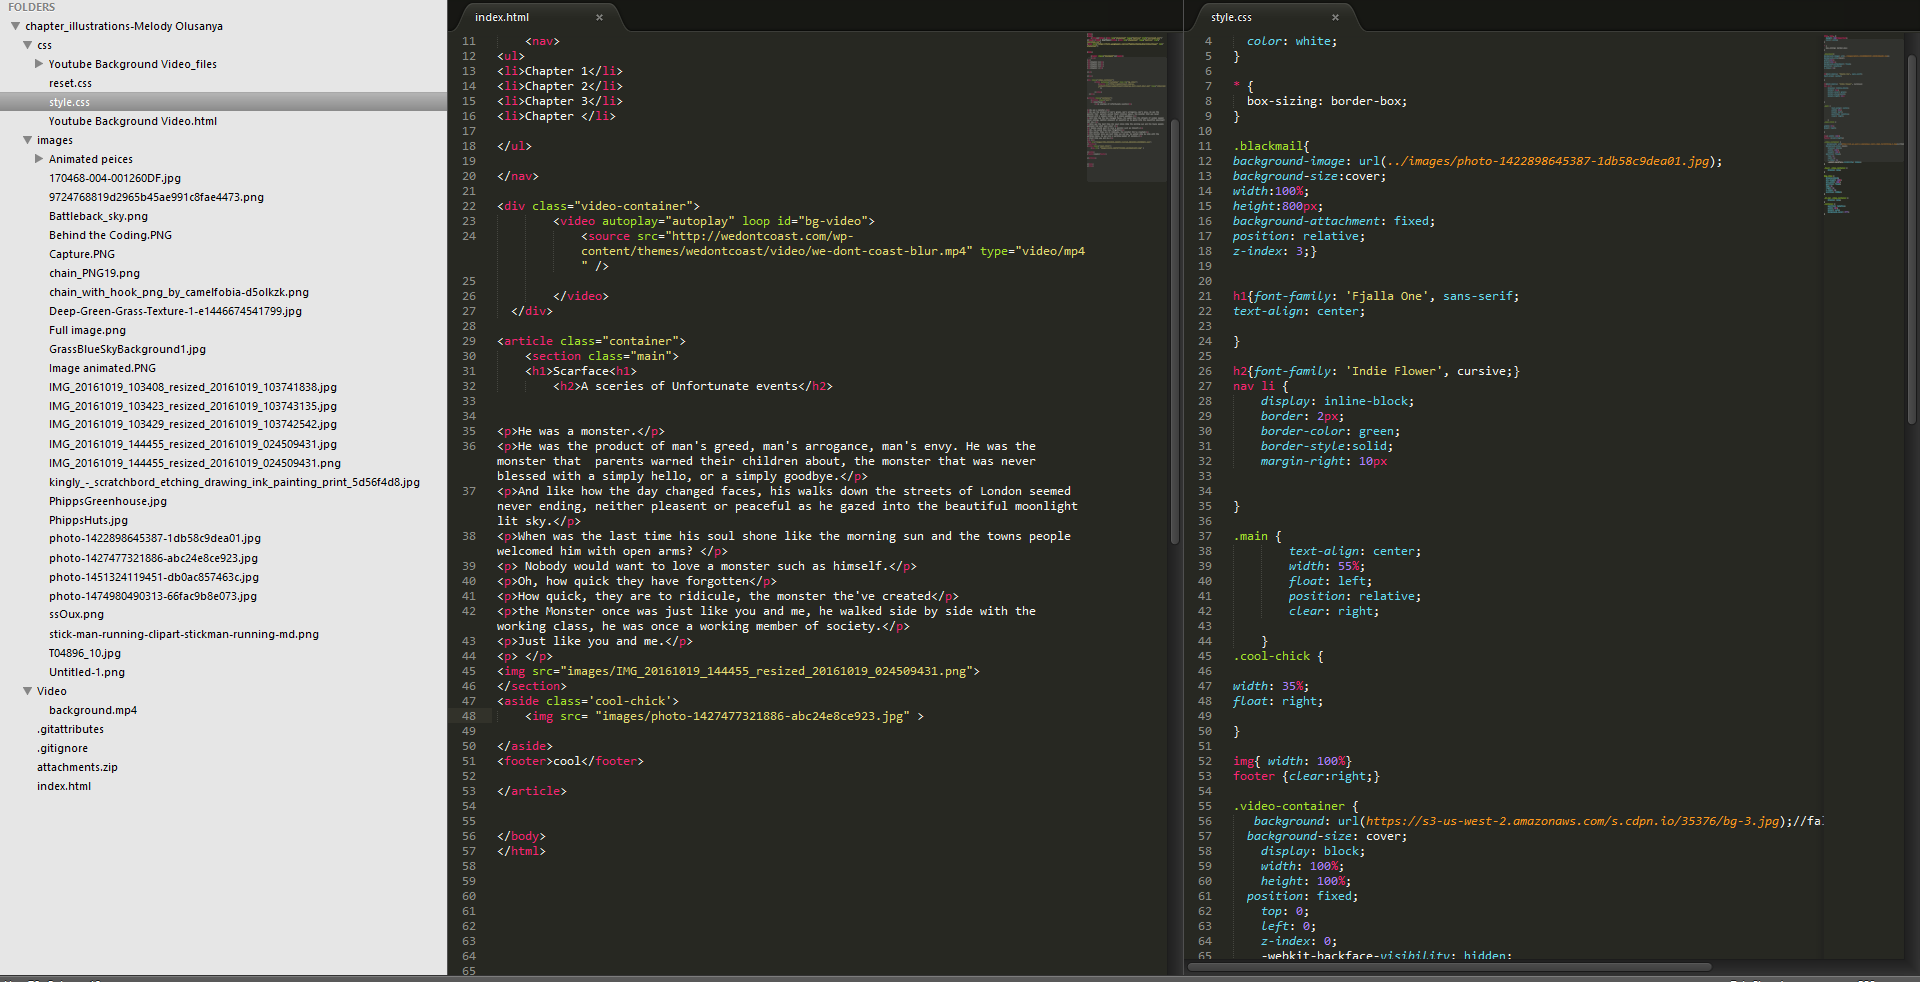 FOLDERS
chapter_illustrations-Melody Olusanya
css
Youtube Background Video_files
reset.css
style.css
Youtube Background Video.html
images
Animated peices
170468-004-001260DF.jpg
9724768819d2965b45ae991c8fae4473.png
Battleback_sky.png
Behind the Coding.PNG
Capture.PNG
chain_PNG19.png
chain_with_hook_png_by_camelfobia-d5olkzk.png
Deep-Green-Grass-Texture-1-e1446674541799.jpg
Full image.png
GrassBlueSkyBackground1.jpg
Image animated.PNG
IMG_20161019_103408_resized_20161019_103741838.jpg
IMG_20161019_103423_resized_20161019_103743135.jpg
IMG_20161019_103429_resized_20161019_103742542.jpg
IMG_20161019_144455_resized_20161019_024509431.jpg
IMG_20161019_144455_resized_20161019_024509431.png
kingly_-_scratchbord_etching_drawing_ink_painting_print_5d56f4d8.jpg
PhippsGreenhouse.jpg
PhippsHuts.jpg
photo-1422898645387-1db58c9dea01.jpg
photo-1427477321886-abc24e8ce923.jpg
photo-1451324119451-db0ac857463c.jpg
photo-1474980490313-66fac9b8e073.jpg
ssOux.png
stick-man-running-clipart-stickman-running-md.png
T04896_10.jpg
Untitled-1.png
Video
background.mp4
.gitattributes
.gitignore
attachments.zip
index.html
index.html ×
11 <nav>
12 <ul>
13 <li>Chapter 1</li>
14 <li>Chapter 2</li>
15 <li>Chapter 3</li>
16 <li>Chapter </li>
17
18 </ul>
19
20 </nav>
21
22 <div class="video-container">
23 <video autoplay="autoplay" loop id="bg-video">
24 <source src="http://wedontcoast.com/wp-
content/themes/wedontcoast/video/we-dont-coast-blur.mp4" type="video/mp4
" />
25
26 </video>
27 </div>
28
29 <article class="container">
30 <section class="main">
31 <h1>Scarface<h1>
32 <h2>A sceries of Unfortunate events</h2>
33
34
35 <p>He was a monster.</p>
36 <p>He was the product of man's greed, man's arrogance, man's envy. He was the
monster that  parents warned their children about, the monster that was never
blessed with a simply hello, or a simply goodbye.</p>
37 <p>And like how the day changed faces, his walks down the streets of London seemed
never ending, neither pleasent or peaceful as he gazed into the beautiful moonlight
lit sky.</p>
38 <p>When was the last time his soul shone like the morning sun and the towns people
welcomed him with open arms? </p>
39 <p> Nobody would want to love a monster such as himself.</p>
40 <p>Oh, how quick they have forgotten</p>
41 <p>How quick, they are to ridicule, the monster the've created</p>
42 <p>the Monster once was just like you and me, he walked side by side with the
working class, he was once a working member of society.</p>
43 <p>Just like you and me.</p>
44 <p> </p>
45 <img src="images/IMG_20161019_144455_resized_20161019_024509431.png">
46 </section>
47 <aside class='cool-chick'>
48 <img src= "images/photo-1427477321886-abc24e8ce923.jpg" >
49
50 </aside>
51 <footer>cool</footer>
52
53 </article>
54
55
56 </body>
57 </html>
58
59
60
61
62
63
64
65
style.css ×
4 color: white;
5 }
6
7 * {
8 box-sizing: border-box;
9 }
10
11 .blackmail{
12 background-image: url(../images/photo-1422898645387-1db58c9dea01.jpg);
13 background-size:cover;
14 width:100%;
15 height:800px;
16 background-attachment: fixed;
17 position: relative;
18 z-index: 3;}
19
20
21 h1{font-family: 'Fjalla One', sans-serif;
22 text-align: center;
23
24 }
25
26 h2{font-family: 'Indie Flower', cursive;}
27 nav li {
28 display: inline-block;
29 border: 2px;
30 border-color: green;
31 border-style:solid;
32 margin-right: 10px
33
34
35 }
36
37 .main {
38 text-align: center;
39 width: 55%;
40 float: left;
41 position: relative;
42 clear: right;
43
44 }
45 .cool-chick {
46
47 width: 35%;
48 float: right;
49
50 }
51
52 img{ width: 100%}
53 footer {clear:right;}
54
55 .video-container {
56 background: url(https://s3-us-west-2.amazonaws.com/s.cdpn.io/35376/bg-3.jpg);//fa
57 background-size: cover;
58 display: block;
59 width: 100%;
60 height: 100%;
61 position: fixed;
62 top: 0;
63 left: 0;
64 z-index: 0;
65 -webkit-backface-visibility: hidden;